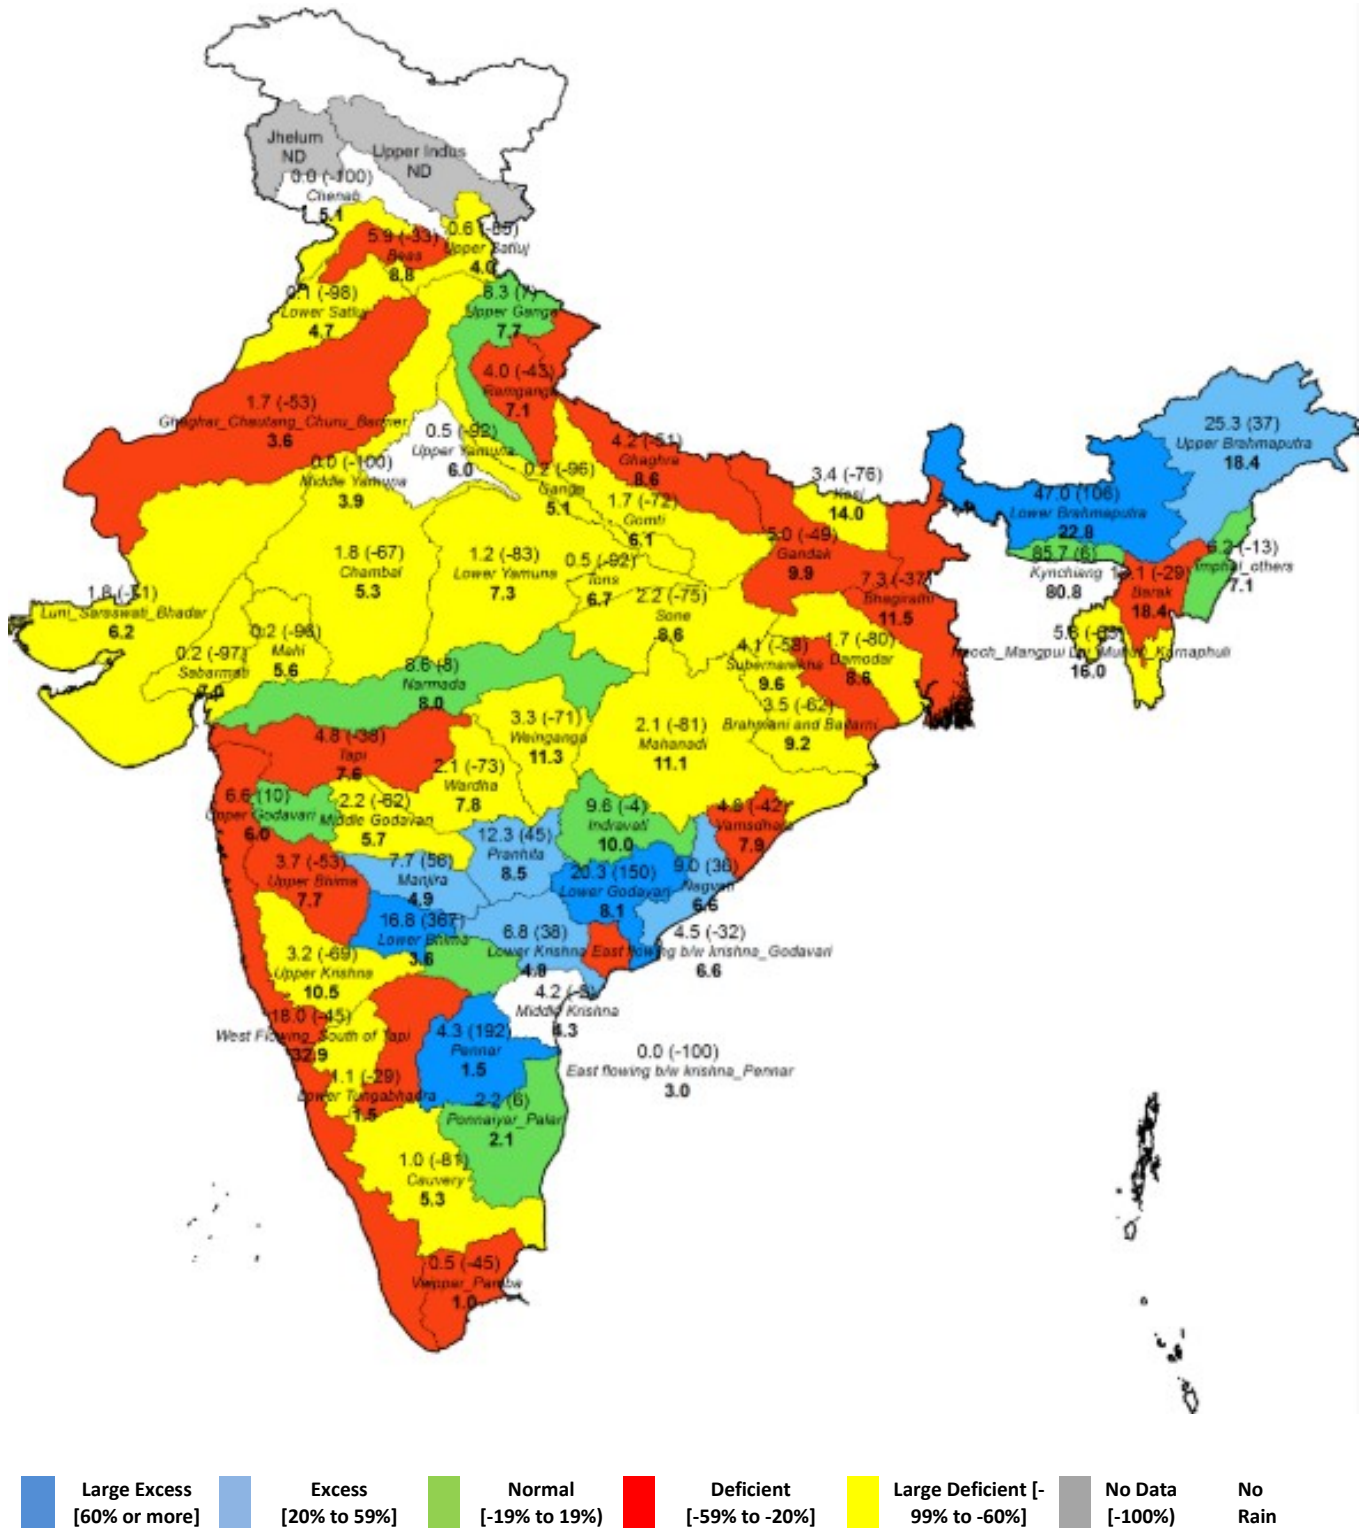 Jhelum
ND
Upper Indus
ND
0.0 (-100)
Chenab
5.1
5.9 (-33)
Beas
8.8
0.6 (-85)
Upper Satluj
4.0
0.1 (-98)
Lower Satluj
4.7
8.3 (7)
Upper Ganga
7.7
4.0 (-43)
Ramganga
7.1
1.7 (-53)
Ghaghar_Chautang_Churu_Barmer
3.6
0.5 (-92)
Upper Yamuna
6.0
0.0 (-100)
Middle Yamuna
3.9
0.2 (-96)
Ganga
5.1
4.2 (-51)
Ghaghra
8.6
1.7 (-72)
Gomti
6.1
3.4 (-76)
Kosi
14.0
25.3 (37)
Upper Brahmaputra
18.4
47.0 (106)
Lower Brahmaputra
22.8
85.7 (6)
Kynchiang
80.8
(-29)
Barak
18.4
6.2 (-13)
Imphal_others
7.1
Karnaphuli
16.0
5.0 (-49)
Gandak
9.9
7.3 (-37)
Bhagirathi
11.5
1.8 (-67)
Chambal
5.3
1.2 (-83)
Lower Yamuna
7.3
0.5 (-92)
Tons
6.7
2.2 (-75)
Sone
8.6
1.8 (-71)
Luni_Saraswati_Bhadar
6.2
0.2 (-97)
Sabarmati
7.0
0.2 (-96)
Mahi
5.6
8.6 (8)
Narmada
8.0
4.1 (-58)
Subernarekha
9.6
1.7 (-80)
Damodar
8.6
3.5 (-62)
Brahmani and Baitarni
9.2
4.8 (-38)
Tapi
7.6
3.3 (-71)
Weinganga
11.3
2.1 (-81)
Mahanadi
11.1
2.1 (-73)
Wardha
7.8
6.6 (10)
Upper Godavari
6.0
2.2 (-62)
Middle Godavari
5.7
9.6 (-4)
Indravati
10.0
4.6 (-42)
Vamsdhara
7.9
12.3 (45)
Pranhita
8.5
3.7 (-53)
Upper Bhima
7.7
7.7 (56)
Manjira
4.9
20.3 (150)
Lower Godavari
8.1
9.0 (36)
Nagvati
6.6
16.8 (367)
Lower Bhima
3.6
6.8 (38)
Lower Krishna
4.9
4.5 (-32)
East flowing b/w krishna_Godavari
6.6
3.2 (-69)
Upper Krishna
10.5
4.2
Middle Krishna
4.3
18.0 (-45)
West Flowing_South of Tapi
32.9
4.3 (192)
Pennar
1.5
0.0 (-100)
East flowing b/w krishna_Pennar
3.0
1.1 (-29)
Lower Tungabhadra
1.5
2.2 (6)
Ponnaiyar_Palar
2.1
1.0 (-81)
Cauvery
5.3
0.5 (-45)
Vaippar_Pamba
1.0
Large Excess
[60% or more]
Excess
[20% to 59%]
Normal
[-19% to 19%)
Deficient
[-59% to -20%]
Large Deficient [-
99% to -60%]
No Data
[-100%)
No
Rain